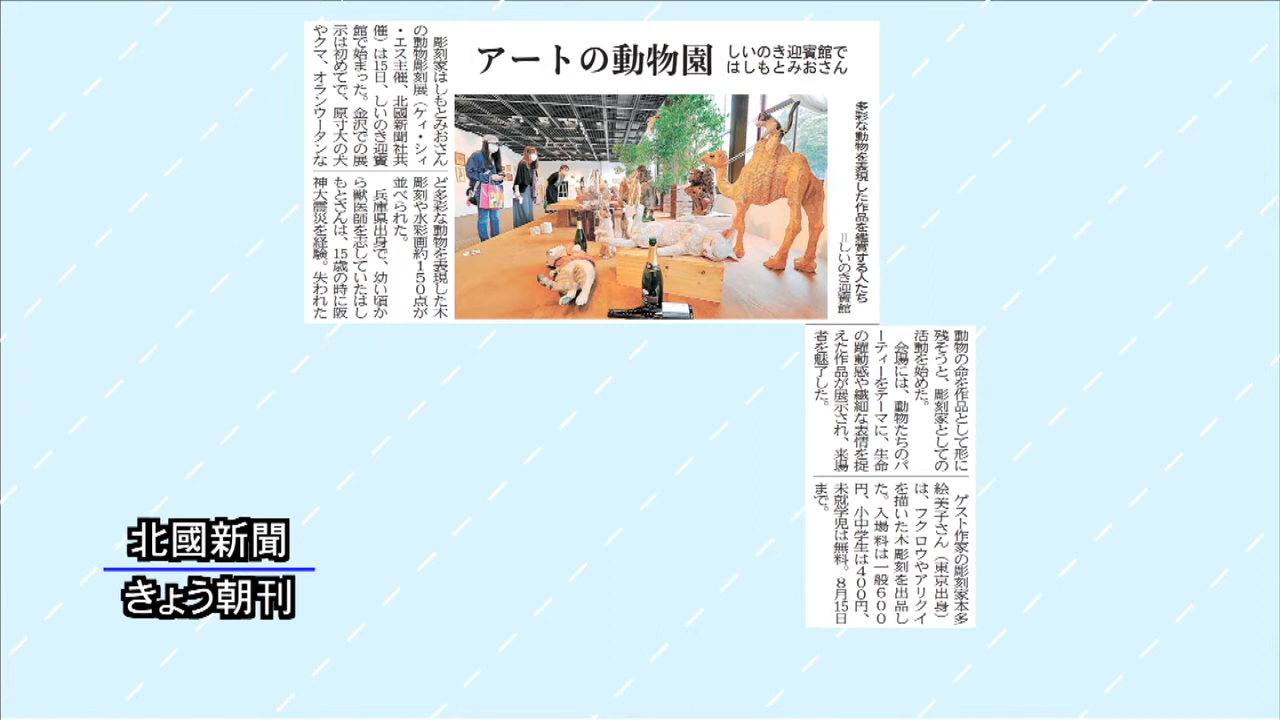 アートの動物園
しいのき迎賓館で
はしもとみおさん
彫刻家はしもとみおさん
の動物彫刻展（ケィ・シィ
・エス主催、北國新聞社共
催）は15日、しいのき迎賓
館で始まった。金沢での展
示は初めてで、原寸大の犬
やクマ、オランウータンな
ど多彩な動物を表現した木
彫刻や水彩画約１５０点が
並べられた。
兵庫県出身で、幼い頃か
ら獣医師を志していたはし
もとさんは、15歳の時に阪
神大震災を経験。失われた
多彩な動物を表現した作品を鑑賞する人たち
＝しいのき迎賓館
動物の命を作品として形に
残そうと、彫刻家としての
活動を始めた。
会場には、動物たちのパ
ーティーをテーマに、生命
の躍動感や繊細な表情を捉
えた作品が展示され、来場
者を魅了した。
ゲスト作家の彫刻家本多
絵美子さん（東京出身）
は、フクロウやアリクイ
を描いた木彫刻を出品し
た。入場料は一般６００
円、小中学生は４００円、
未就学児は無料。８月15日
まで。
北國新聞
きょう朝刊